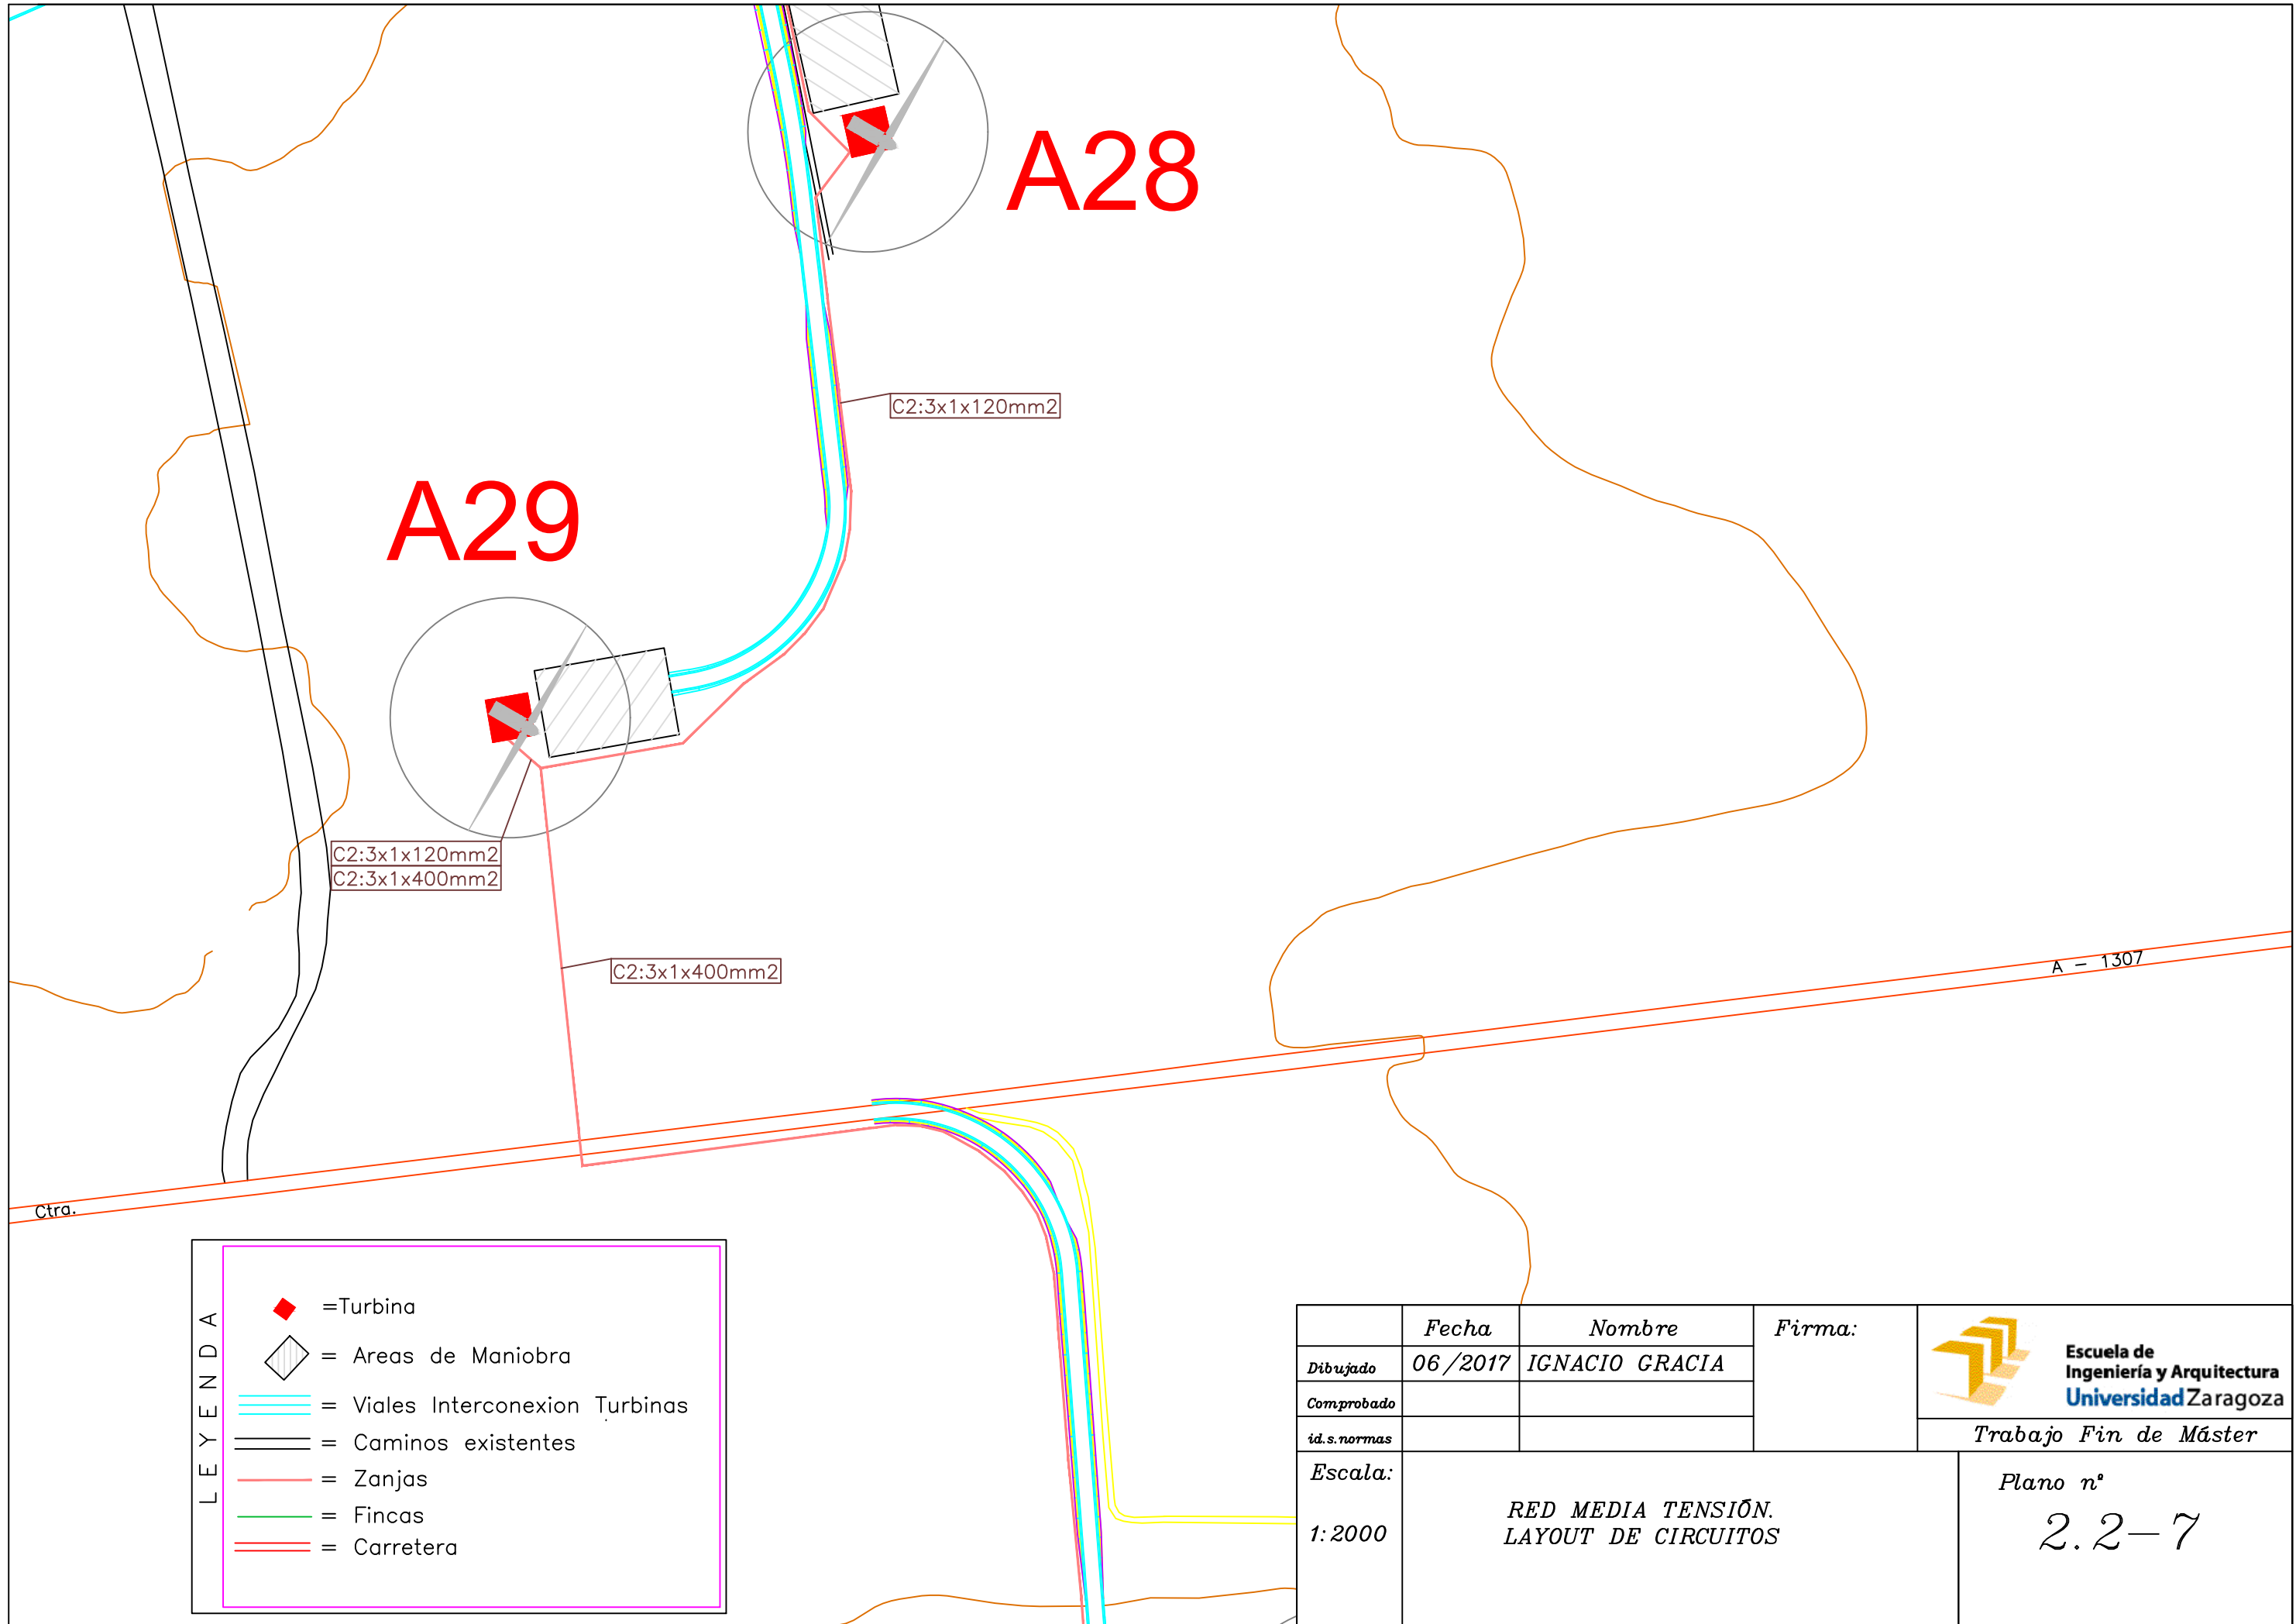 A28
C2:3x1x120mm2
A29
C2:3x1x120mm2
C2:3x1x400mm2
C2:3x1x400mm2
A - 1307
Ctra.
LEYENDA
=Turbina
= Areas de Maniobra
= Viales Interconexion Turbinas
= Caminos existentes
= Zanjas
= Fincas
= Carretera
Fecha
Nombre
Firma:
Dibujado
06/2017
IGNACIO GRACIA
Comprobado
id.s.normas
Escuela de
Ingeniería y Arquitectura
Universidad Zaragoza
Trabajo Fin de Máster
Escala:
1:2000
RED MEDIA TENSIÓN.
LAYOUT DE CIRCUITOS
Plano nº
2.2-7